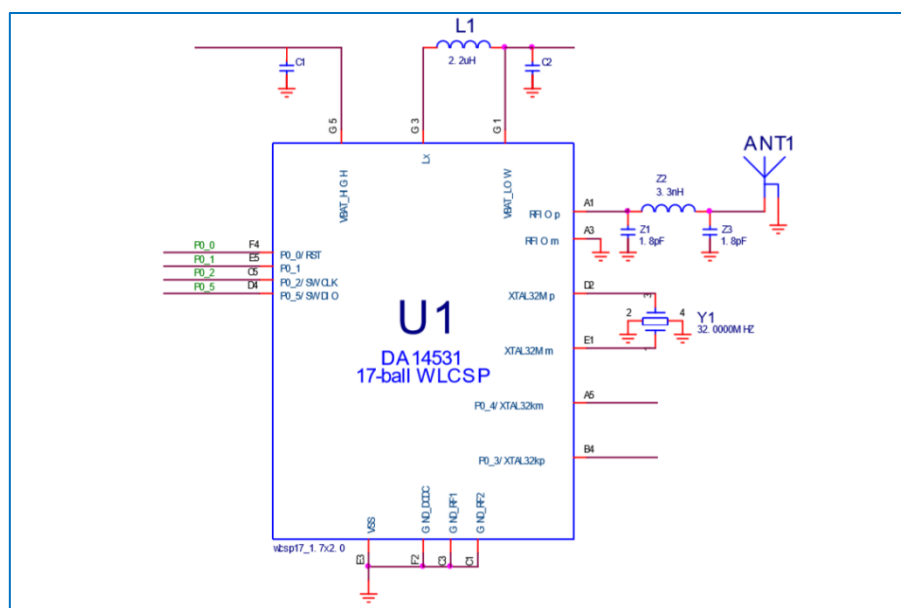 L1
2.2uH
C1
C2
G5
G3
G1
VBAT_HIGH
LX
VBAT_LOW
ANT1
Z2
3.3nH
RFIOp
A1
Z1
1.8pF
Z3
1.8pF
RFIOm
A3
P0_0
F4
P0_0/RST
P0_1
E5
P0_1
P0_2
C5
P0_2/SWCLK
P0_5
D4
P0_5/SWDIO
XTAL32Mp
D2
3
2
4
Y1
32.0000MHZ
XTAL32Mm
E1
U1
DA14531
17-ball WLCSP
P0_4/XTAL32km
A5
P0_3/XTAL32kp
B4
VSS
GND_DCDC
GND_RF1
GND_RF2
wlcsp17_1.7x2.0
E3
F2
C3
C1